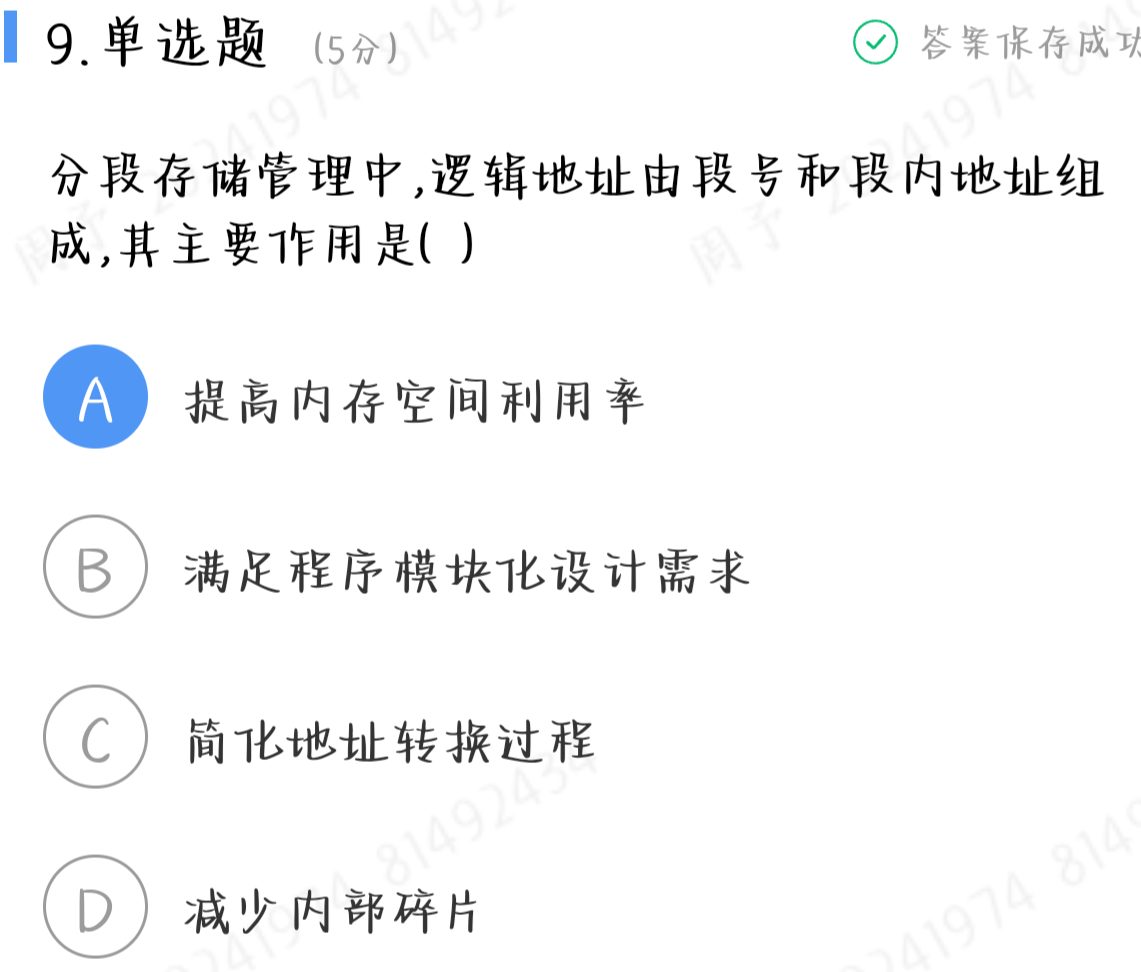 9.单选题 (5分) 答案保存成功
分段存储管理中,逻辑地址由段号和段内地址组
成,其主要作用是( )
A 提高内存空间利用率
B 满足程序模块化设计需求
C 简化地址转换过程
D 减少内部碎片